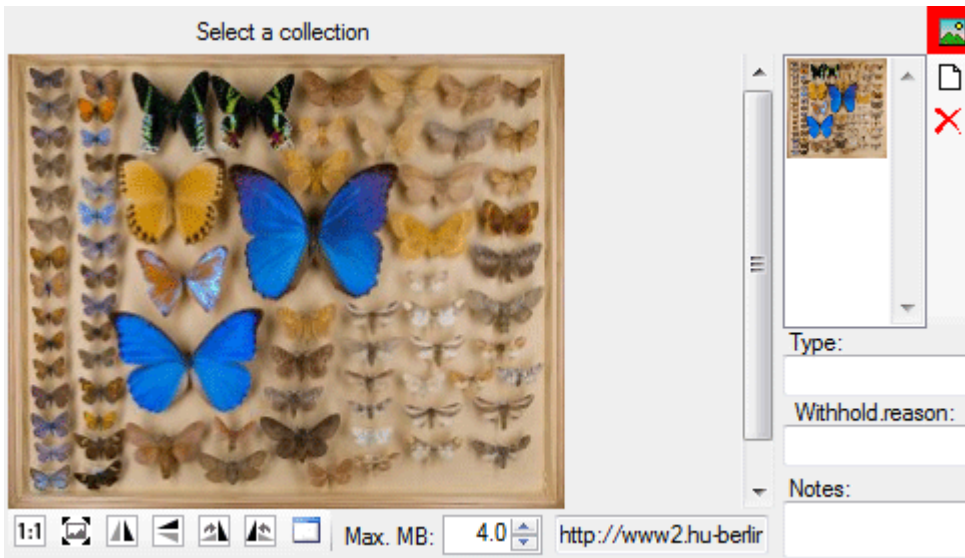 Select a collection
Type:
Withhold.reason:
Notes:
1:1
Max. MB:
4.0
http://www2.hu-berlir